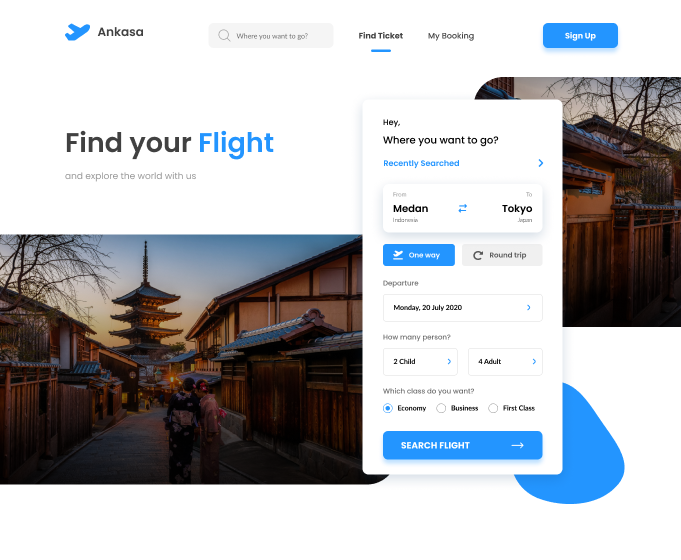 Ankasa
Where you want to go?
Find Ticket
My Booking
Sign Up
Find your Flight
and explore the world with us
Hey,
Where you want to go?
Recently Searched
From
To
Medan
Tokyo
Indonesia
Japan
One way
Round trip
Departure
Monday, 20 July 2020
How many person?
2 Child
4 Adult
Which class do you want?
Economy
Business
First Class
SEARCH FLIGHT